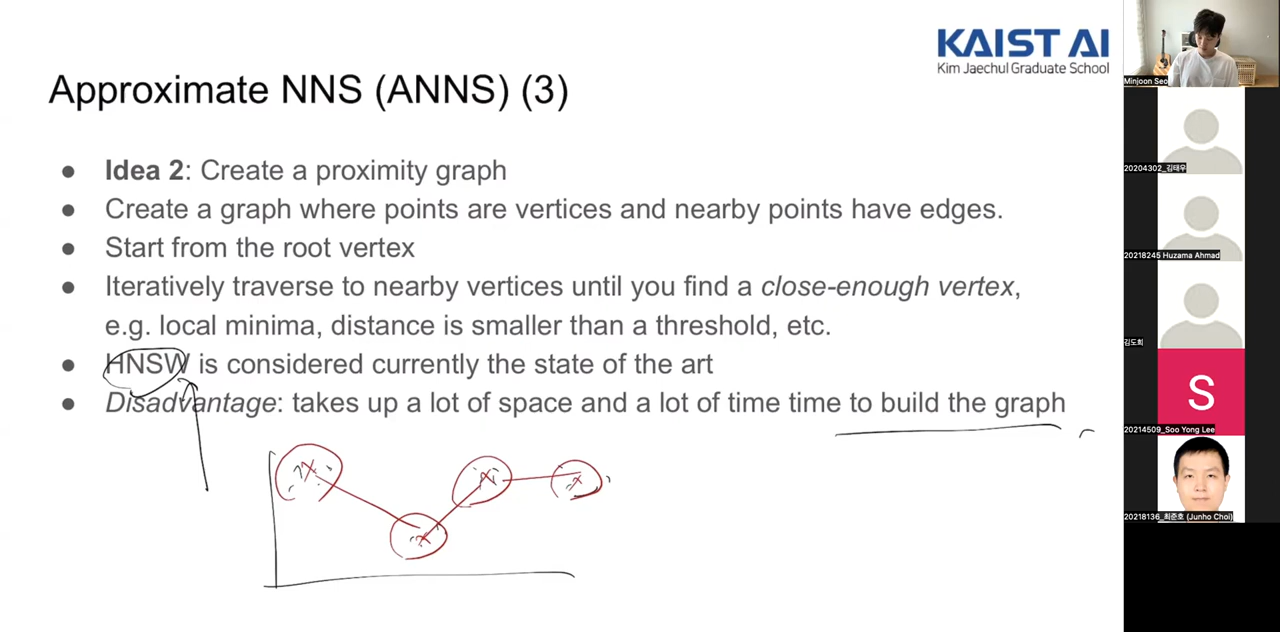 KAIST AI
Kim Jaechul Graduate School
Approximate NNS (ANNS) (3)
● Idea 2: Create a proximity graph
● Create a graph where points are vertices and nearby points have edges.
● Start from the root vertex
● Iteratively traverse to nearby vertices until you find a close-enough vertex,
e.g. local minima, distance is smaller than a threshold, etc.
● HNSW is considered currently the state of the art
● Disadvantage: takes up a lot of space and a lot of time time to build the graph
Minjoon Seo
20204302_김태우
20218245 Huzama Ahmad
김도희
S
20214509_Soo Yong Lee
20218136_최준호 (Junho Choi)